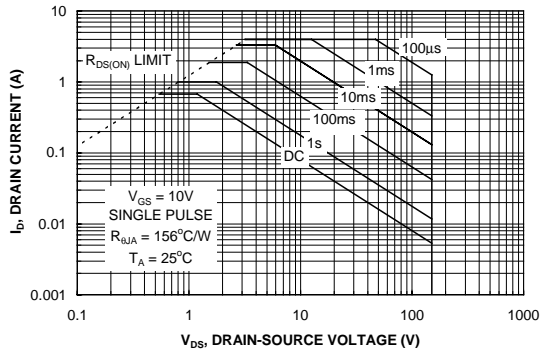 10
100µs
R_DS(ON) LIMIT
1ms
1
10ms
100ms
0.1
1s
DC
V_GS = 10V
SINGLE PULSE
R_θJA = 156°C/W
T_A = 25°C
0.01
0.001
0.1
1
10
100
1000
V_DS, DRAIN-SOURCE VOLTAGE (V)
I_D, DRAIN CURRENT (A)